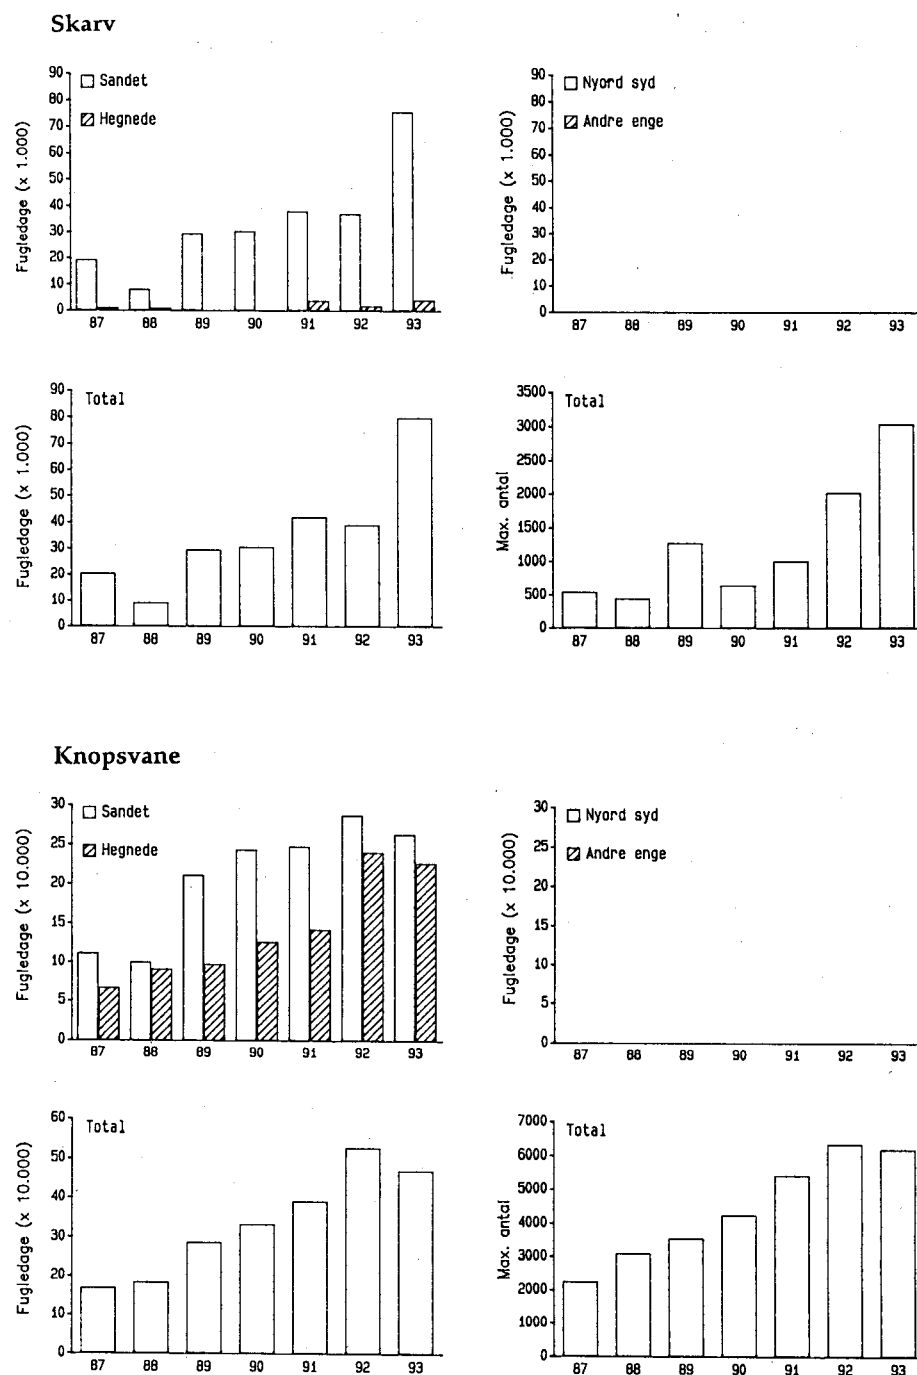 Skarv
Fugledage (x 1.000)
90
80
70
60
50
40
30
20
10
0
Sandet
Hegnede
87 88 89 90 91 92 93
Fugledage (x 1.000)
90
80
70
60
50
40
30
20
10
0
Nyord syd
Andre enge
87 88 89 90 91 92 93
Fugledage (x 1.000)
90
80
70
60
50
40
30
20
10
0
Total
87 88 89 90 91 92 93
Max. antal
3500
3000
2500
2000
1500
1000
500
0
Total
87 88 89 90 91 92 93
Knopsvane
Fugledage (x 10.000)
30
25
20
15
10
5
0
Sandet
Hegnede
87 88 89 90 91 92 93
Fugledage (x 10.000)
30
25
20
15
10
5
0
Nyord syd
Andre enge
87 88 89 90 91 92 93
Fugledage (x 10.000)
60
50
40
30
20
10
0
Total
87 88 89 90 91 92 93
Max. antal
7000
6000
5000
4000
3000
2000
1000
0
Total
87 88 89 90 91 92 93